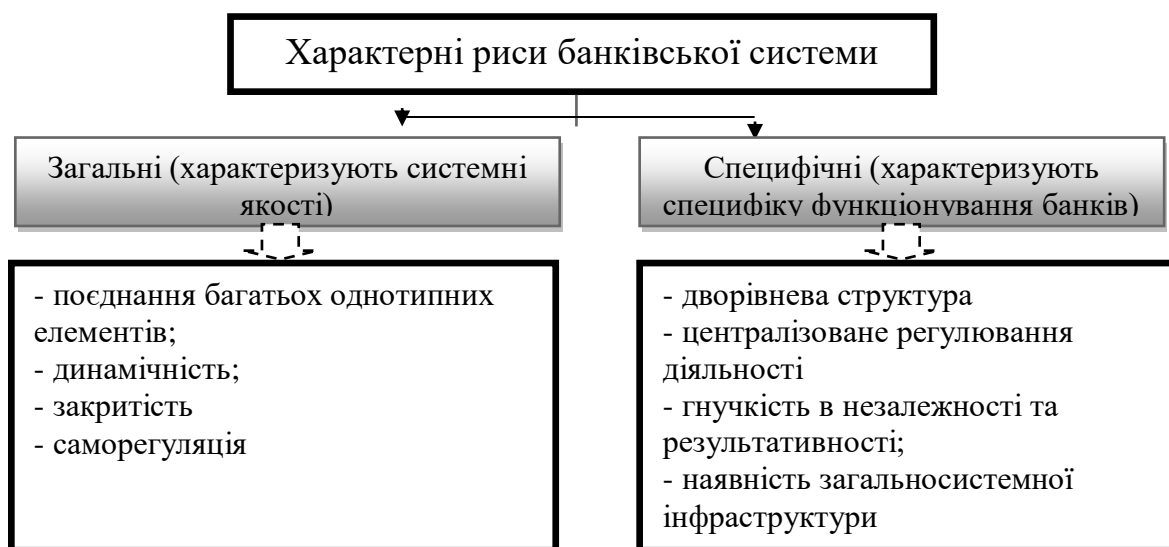 Характерні риси банківської системи
Загальні (характеризують системні
якості)
Специфічні (характеризують
специфіку функціонування банків)
- поєднання багатьох однотипних
елементів;
- динамічність;
- закритість
- саморегуляція
- дворівнева структура
- централізоване регулювання
діяльності
- гнучкість в незалежності та
результативності;
- наявність загальносистемної
інфраструктури